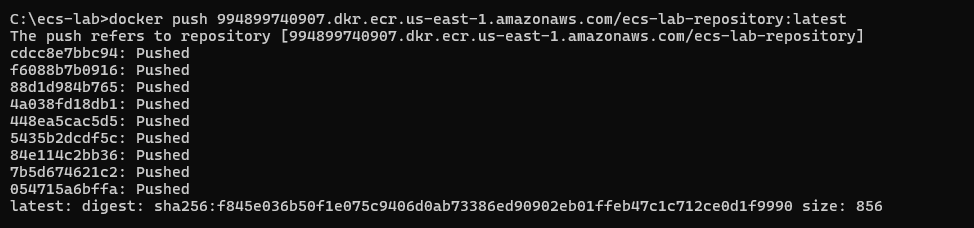 C:\ecs-lab>docker push 994899740907.dkr.ecr.us-east-1.amazonaws.com/ecs-lab-repository:latest
The push refers to repository [994899740907.dkr.ecr.us-east-1.amazonaws.com/ecs-lab-repository]
cdcc8e7bbc94: Pushed
f6088b7b0916: Pushed
88d1d984b765: Pushed
4a038fd18db1: Pushed
448ea5cac5d5: Pushed
5435b2dcdf5c: Pushed
84e114c2bb36: Pushed
7b5d674621c2: Pushed
054715a6bffa: Pushed
latest: digest: sha256:f845e036b50f1e075c9406d0ab73386ed90902eb01ffeb47c1c712ce0d1f9990 size: 856